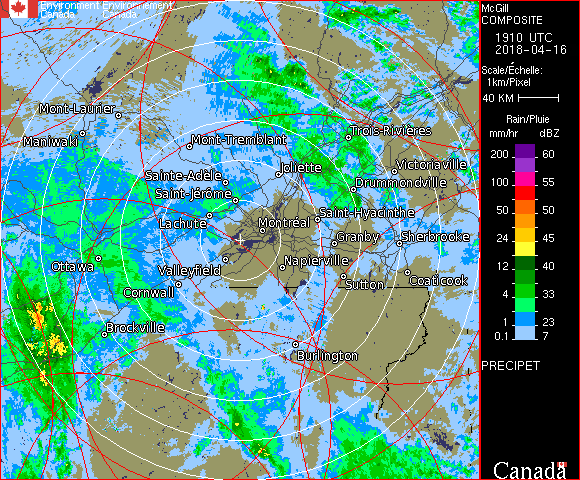 Environment Environnement
Canada Canada
McGill
COMPOSITE
1910 UTC
2018-04-16
Scale/Échelle:
1km/Pixel
40 KM
Rain/Pluie
mm/hr dBZ
200 60
150 57
100 55
50 50
24 45
12 40
4 33
1 23
0.1 7
PRECIPET
Canada
Mont-Laurier
Maniwaki
Mont-Tremblant
Trois-Rivières
Joliette
Victoriaville
Sainte-Adèle
Drummondville
Saint-Jérôme
Lachute
Montréal
Saint-Hyacinthe
Granby
Sherbrooke
Ottawa
Valleyfield
Napierville
Cornwall
Sutton
Coaticook
Brockville
Burlington